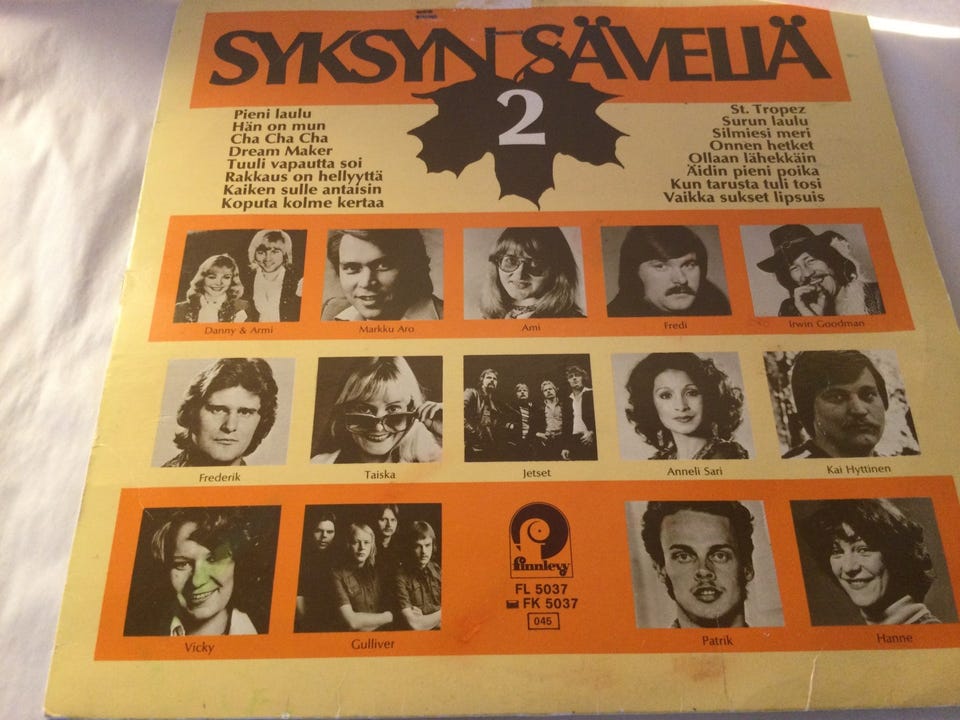 SYKSYN SÄVELIÄ
2
Pieni laulu
Hän on mun
Cha Cha Cha
Dream Maker
Tuuli vapautta soi
Rakkaus on hellyyttä
Kaiken sulle antaisin
Koputa kolme kertaa
St. Tropez
Surun laulu
Silmiesi meri
Onnen hetket
Ollaan lähekkäin
Äidin pieni poika
Kun tarusta tuli tosi
Vaikka sukset lipsuis
Danny & Armi
Markku Aro
Ami
Fredi
Irwin Goodman
Frederik
Taiska
Jetset
Anneli Sari
Kai Hyttinen
finnlevy
FL 5037
FK 5037
045
Vicky
Gulliver
Patrik
Hanne